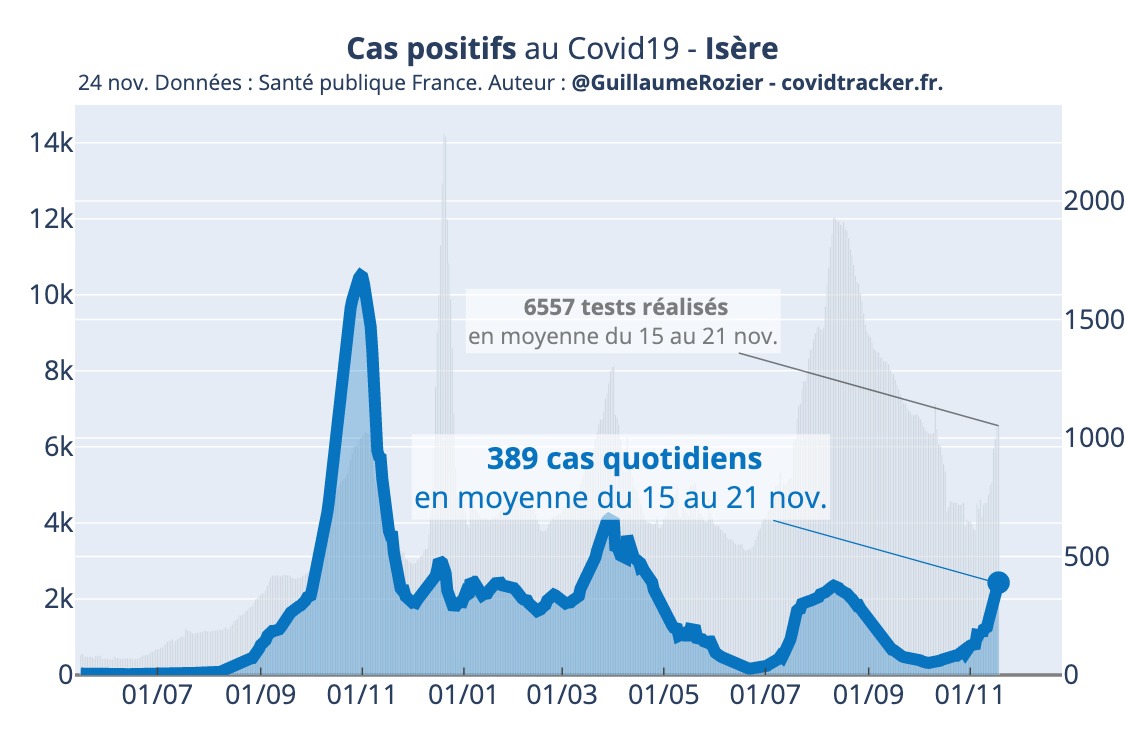 Cas positifs au Covid19 - Isère
24 nov. Données : Santé publique France. Auteur : @GuillaumeRozier - covidtracker.fr.
14k
12k
10k
8k
6k
4k
2k
0
2000
1500
1000
500
0
6557 tests réalisés
en moyenne du 15 au 21 nov.
389 cas quotidiens
en moyenne du 15 au 21 nov.
01/07 01/09 01/11 01/01 01/03 01/05 01/07 01/09 01/11